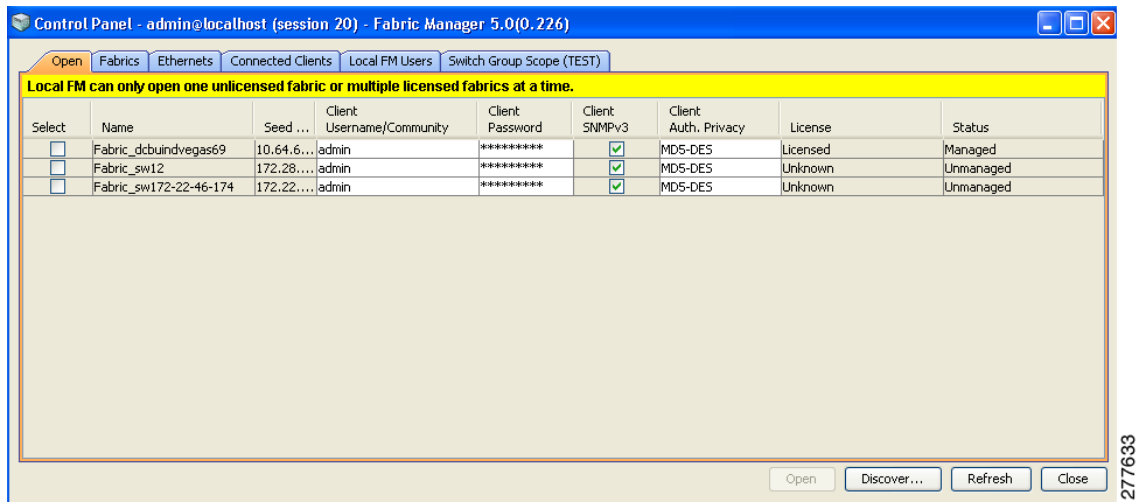 Control Panel - admin@localhost (session 20) - Fabric Manager 5.0(0.226)
Open Fabrics Ethernets Connected Clients Local FM Users Switch Group Scope (TEST)
Local FM can only open one unlicensed fabric or multiple licensed fabrics at a time.
Client Client Client Client
Select Name Seed ... Username/Community Password SNMPv3 Auth. Privacy License Status
Fabric_dcbuindvegas69 10.64.6... admin ********* MD5-DES Licensed Managed
Fabric_sw12 172.28.... admin ********* MD5-DES Unknown Unmanaged
Fabric_sw172-22-46-174 172.22.... admin ********* MD5-DES Unknown Unmanaged
Open Discover... Refresh Close
277633